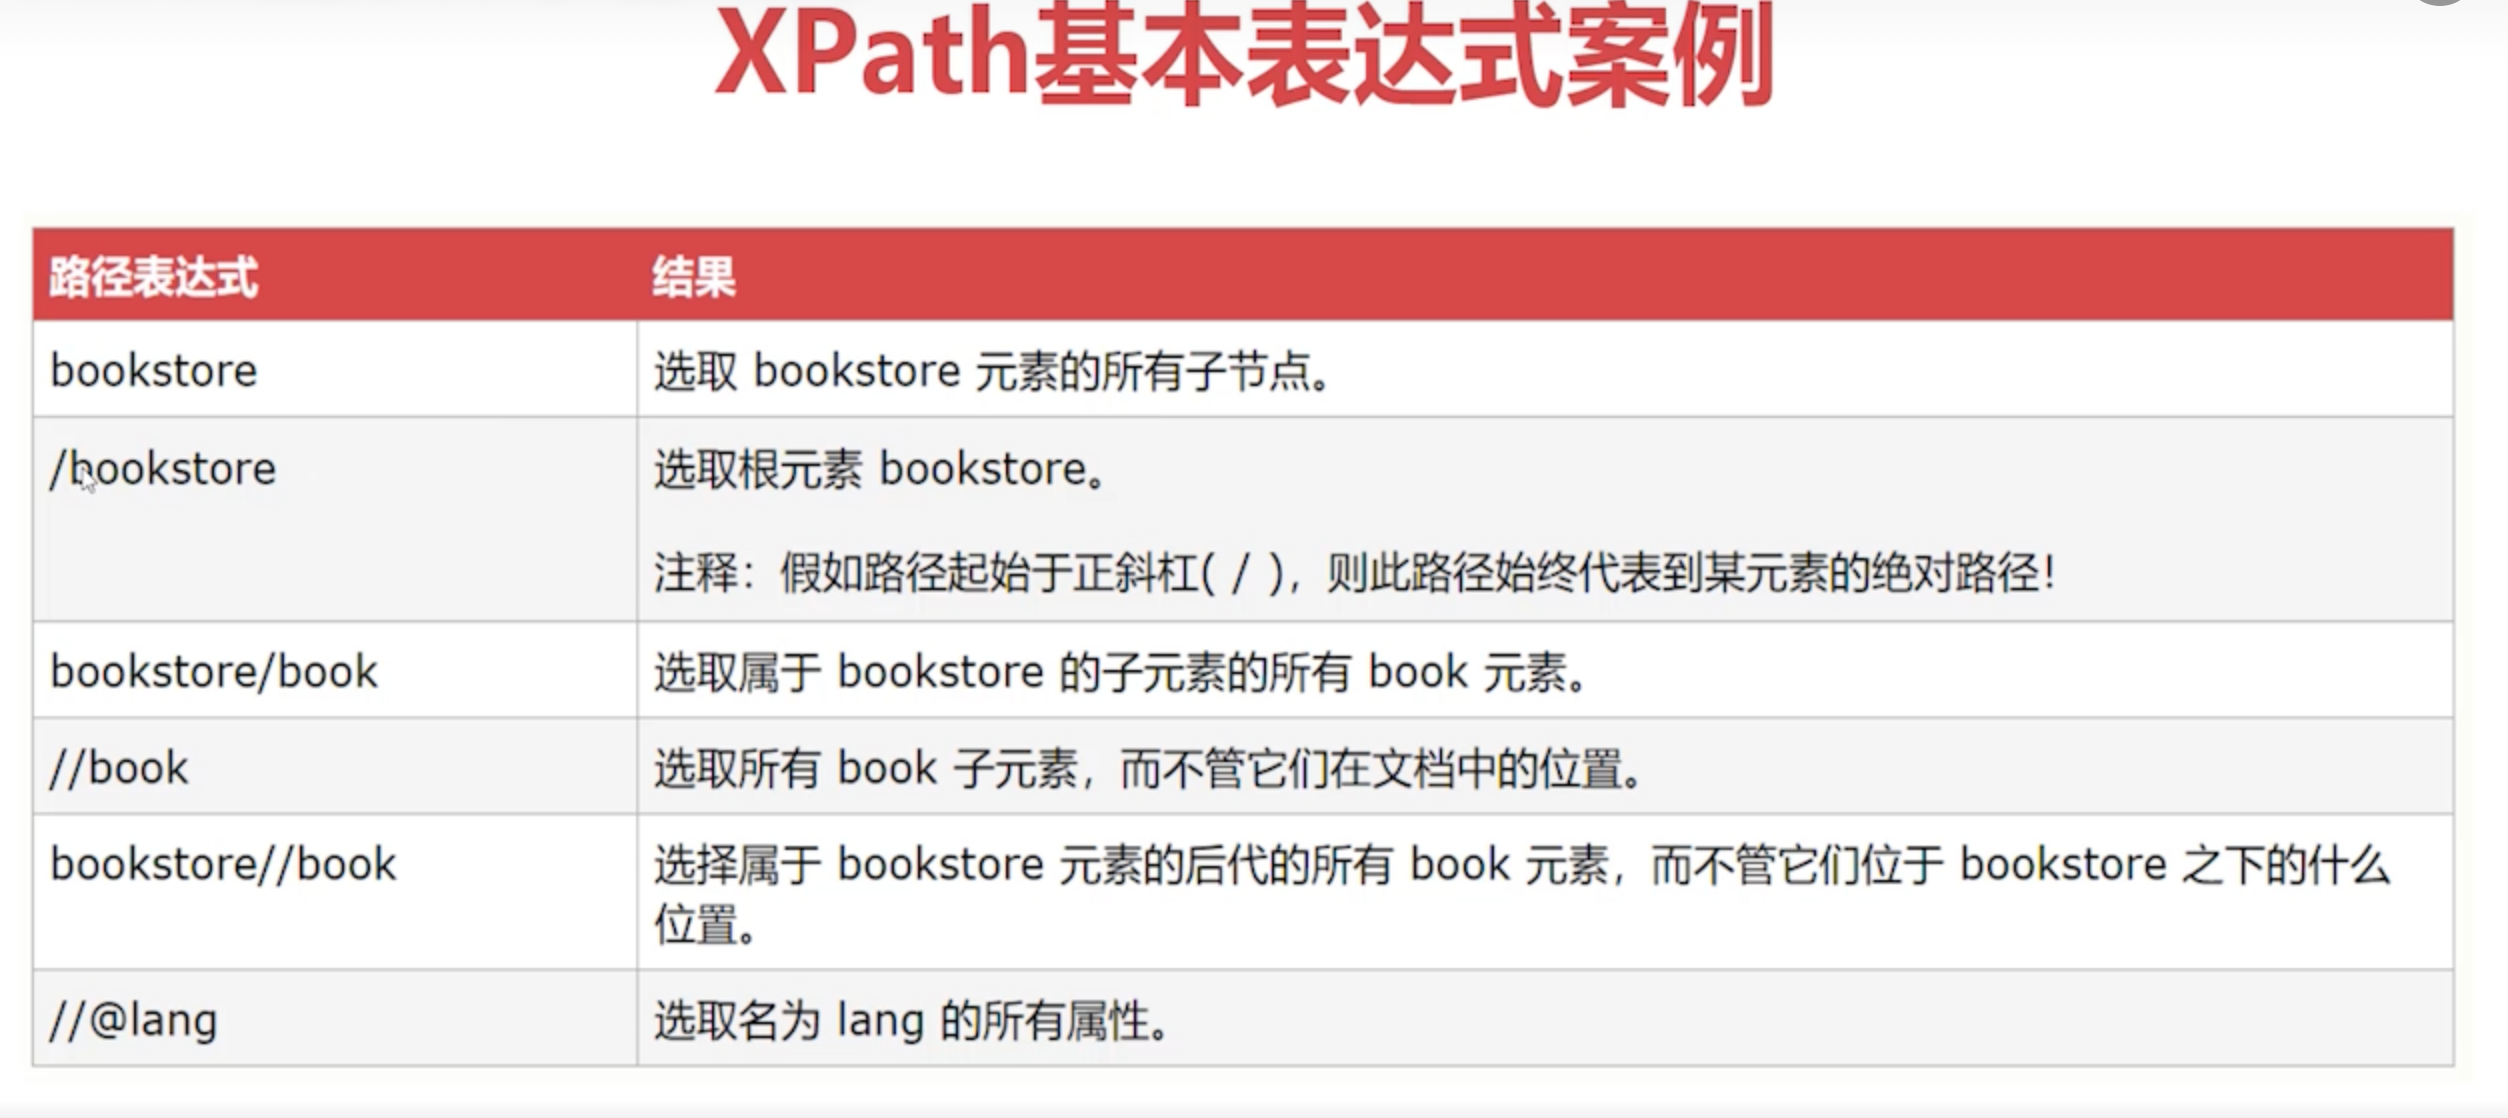 XPath基本表达式案例
路径表达式 结果
bookstore 选取 bookstore 元素的所有子节点。
/bookstore 选取根元素 bookstore。
注释：假如路径起始于正斜杠( / )，则此路径始终代表到某元素的绝对路径！
bookstore/book 选取属于 bookstore 的子元素的所有 book 元素。
//book 选取所有 book 子元素，而不管它们在文档中的位置。
bookstore//book 选择属于 bookstore 元素的后代的所有 book 元素，而不管它们位于 bookstore 之下的什么
位置。
//@lang 选取名为 lang 的所有属性。